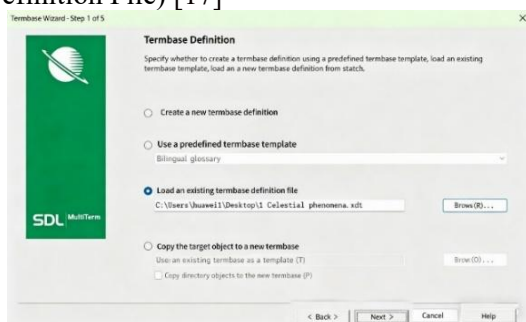 efinition File) [17]
Termbase Wizard - Step 1 of 5
Termbase Definition
Specify whether to create a termbase definition using a predefined termbase template, load an existing
termbase template, load an a new termbase definition from statch.
Create a new termbase definition
Use a predefined termbase template
Bilingual glossary
Load an existing termbase definition file
C:\Users\huawei1\Desktop\1 Celestial phenomena. xdt
Brows(R)...
Copy the target object to a new termbase
User an existing termbase as a template (T)
Brow (O)...
Copy directory objects to the new termbase (P)
SDL MultiTerm
< Back >
Next >
Cancel
Help